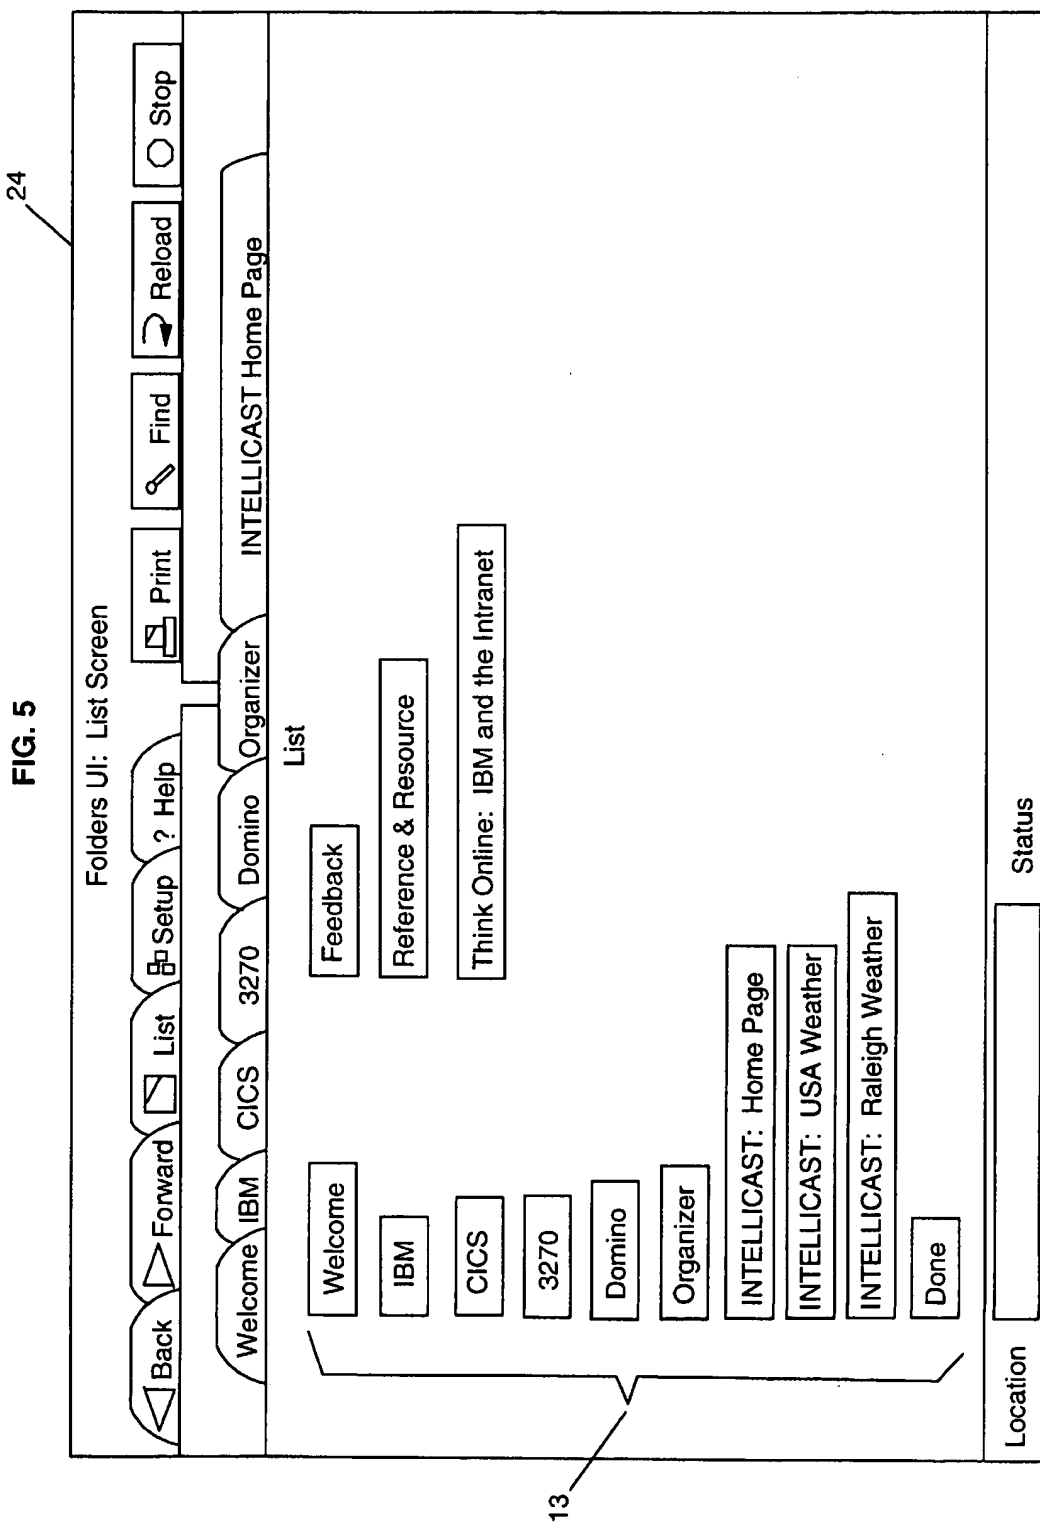 FIG. 5
24
Folders UI: List Screen
Back Forward List Setup ? Help Print Find Reload Stop
Welcome IBM CICS 3270 Domino Organizer INTELLICAST Home Page
List
Welcome Feedback
IBM Reference & Resource
CICS Think Online: IBM and the Intranet
3270
Domino
Organizer
INTELLICAST: Home Page
INTELLICAST: USA Weather
INTELLICAST: Raleigh Weather
Done
13
Location Status